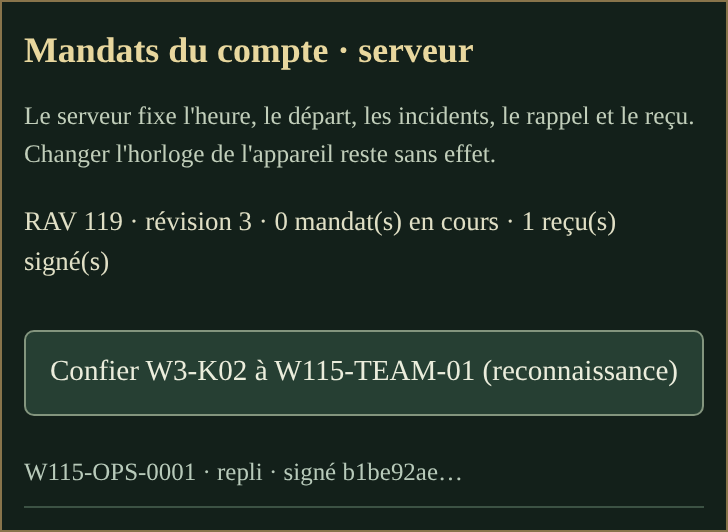 Mandats du compte · serveur
Le serveur fixe l'heure, le départ, les incidents, le rappel et le reçu.
Changer l'horloge de l'appareil reste sans effet.
RAV 119 · révision 3 · 0 mandat(s) en cours · 1 reçu(s)
signé(s)
Confier W3-K02 à W115-TEAM-01 (reconnaissance)
W115-OPS-0001 · repli · signé b1be92ae…